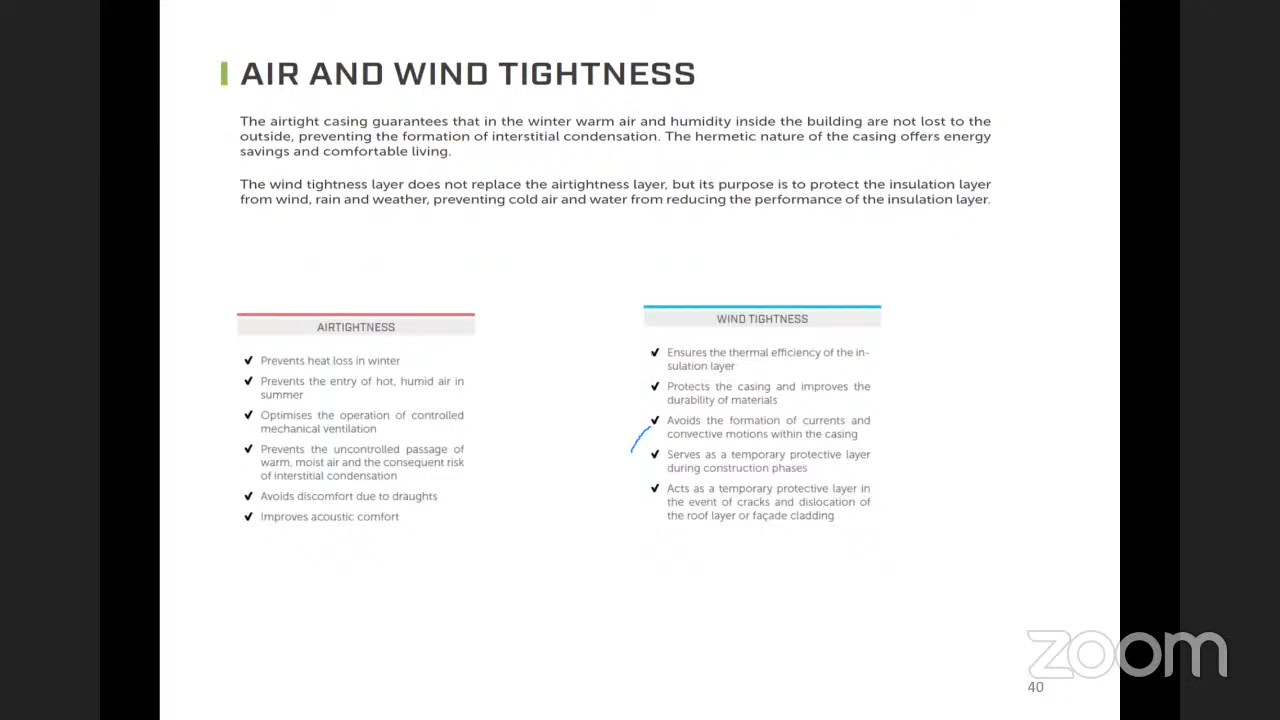 AIR AND WIND TIGHTNESS
The airtight casing guarantees that in the winter warm air and humidity inside the building are not lost to the
outside, preventing the formation of interstitial condensation. The hermetic nature of the casing offers energy
savings and comfortable living.
The wind tightness layer does not replace the airtightness layer, but its purpose is to protect the insulation layer
from wind, rain and weather, preventing cold air and water from reducing the performance of the insulation layer.
AIRTIGHTNESS
✔ Prevents heat loss in winter
✔ Prevents the entry of hot, humid air in
summer
✔ Optimises the operation of controlled
mechanical ventilation
✔ Prevents the uncontrolled passage of
warm, moist air and the consequent risk
of interstitial condensation
✔ Avoids discomfort due to draughts
✔ Improves acoustic comfort
WIND TIGHTNESS
✔ Ensures the thermal efficiency of the in-
sulation layer
✔ Protects the casing and improves the
durability of materials
✔ Avoids the formation of currents and
convective motions within the casing
✔ Serves as a temporary protective layer
during construction phases
✔ Acts as a temporary protective layer in
the event of cracks and dislocation of
the roof layer or façade cladding
zoom
40